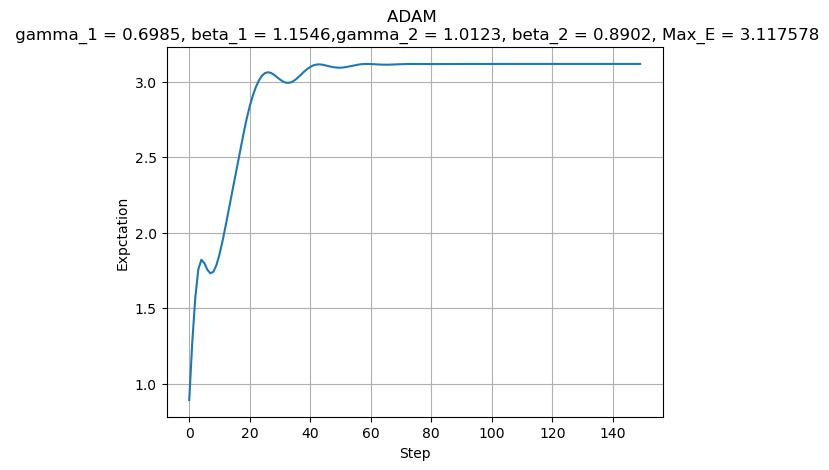 ADAM
gamma_1 = 0.6985, beta_1 = 1.1546,gamma_2 = 1.0123, beta_2 = 0.8902, Max_E = 3.117578
3.0
2.5
2.0
1.5
1.0
Expctation
0 20 40 60 80 100 120 140
Step